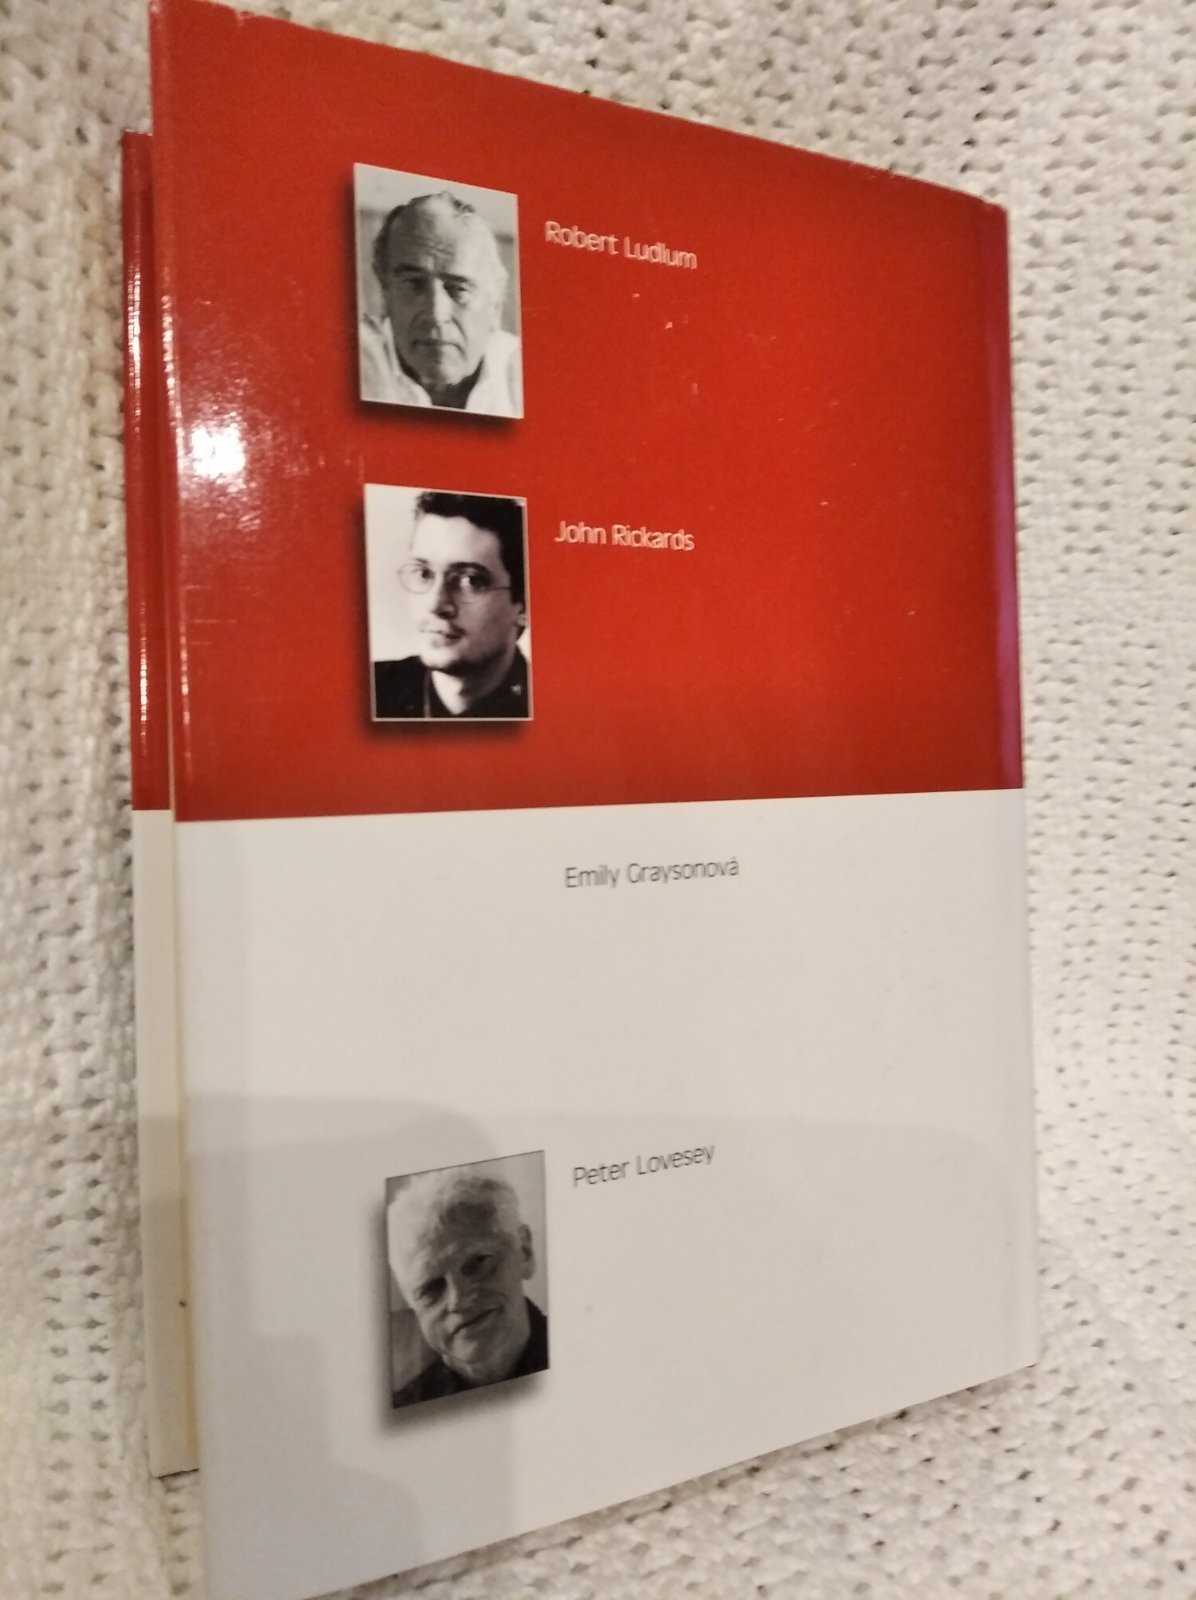 Robert Ludlum
John Rickards
Emily Graysonová
Peter Lovesey